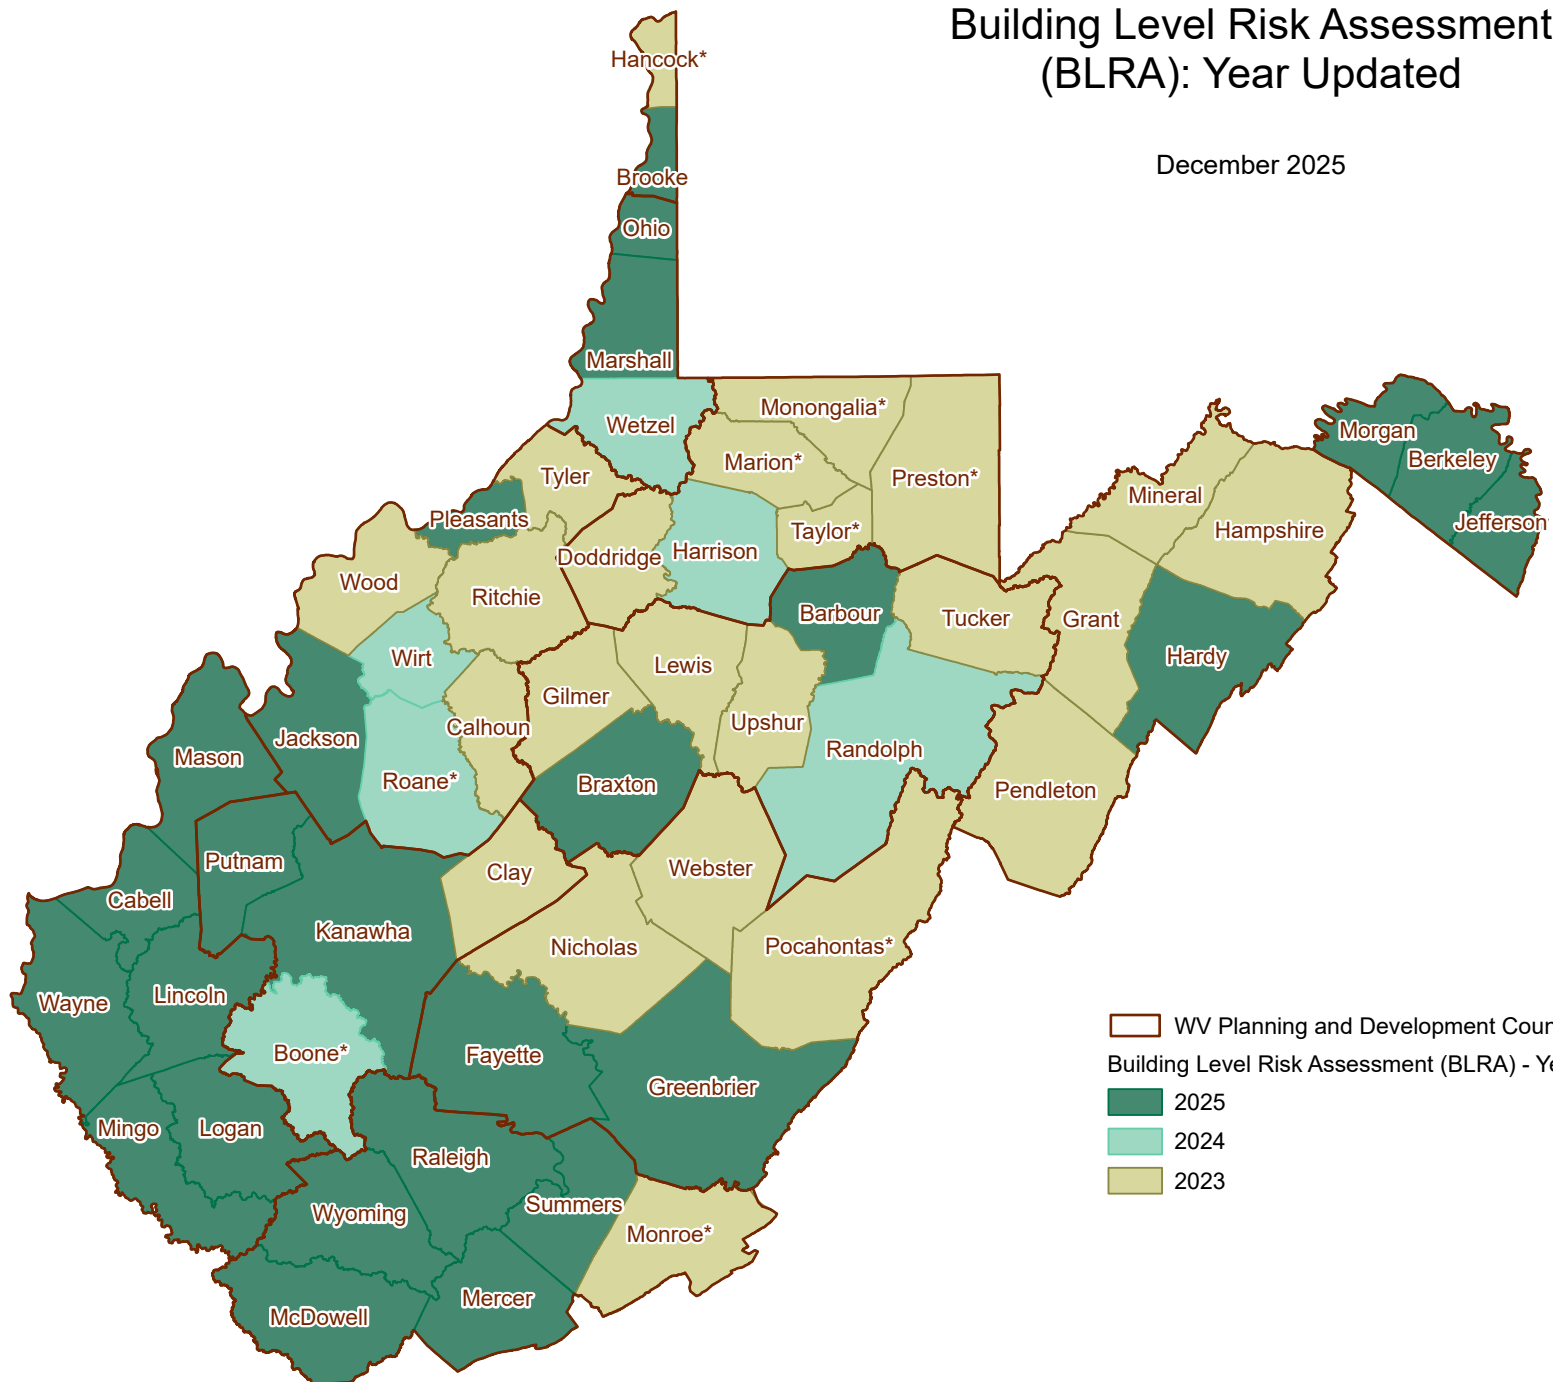 Building Level Risk Assessment
(BLRA): Year Updated
December 2025
Hancock*
Brooke
Ohio
Marshall
Wetzel
Monongalia*
Marion*
Preston*
Tyler
Pleasants
Taylor*
Doddridge
Harrison
Wood
Ritchie
Barbour
Tucker
Morgan
Berkeley
Jefferson
Mineral
Hampshire
Grant
Hardy
Wirt
Lewis
Gilmer
Upshur
Calhoun
Jackson
Randolph
Mason
Roane*
Braxton
Pendleton
Putnam
Clay
Webster
Cabell
Kanawha
Nicholas
Pocahontas*
Wayne
Lincoln
Boone*
Fayette
Greenbrier
Mingo
Logan
Raleigh
Summers
Wyoming
Monroe*
Mercer
McDowell
WV Planning and Development Coun
Building Level Risk Assessment (BLRA) - Ye
2025
2024
2023